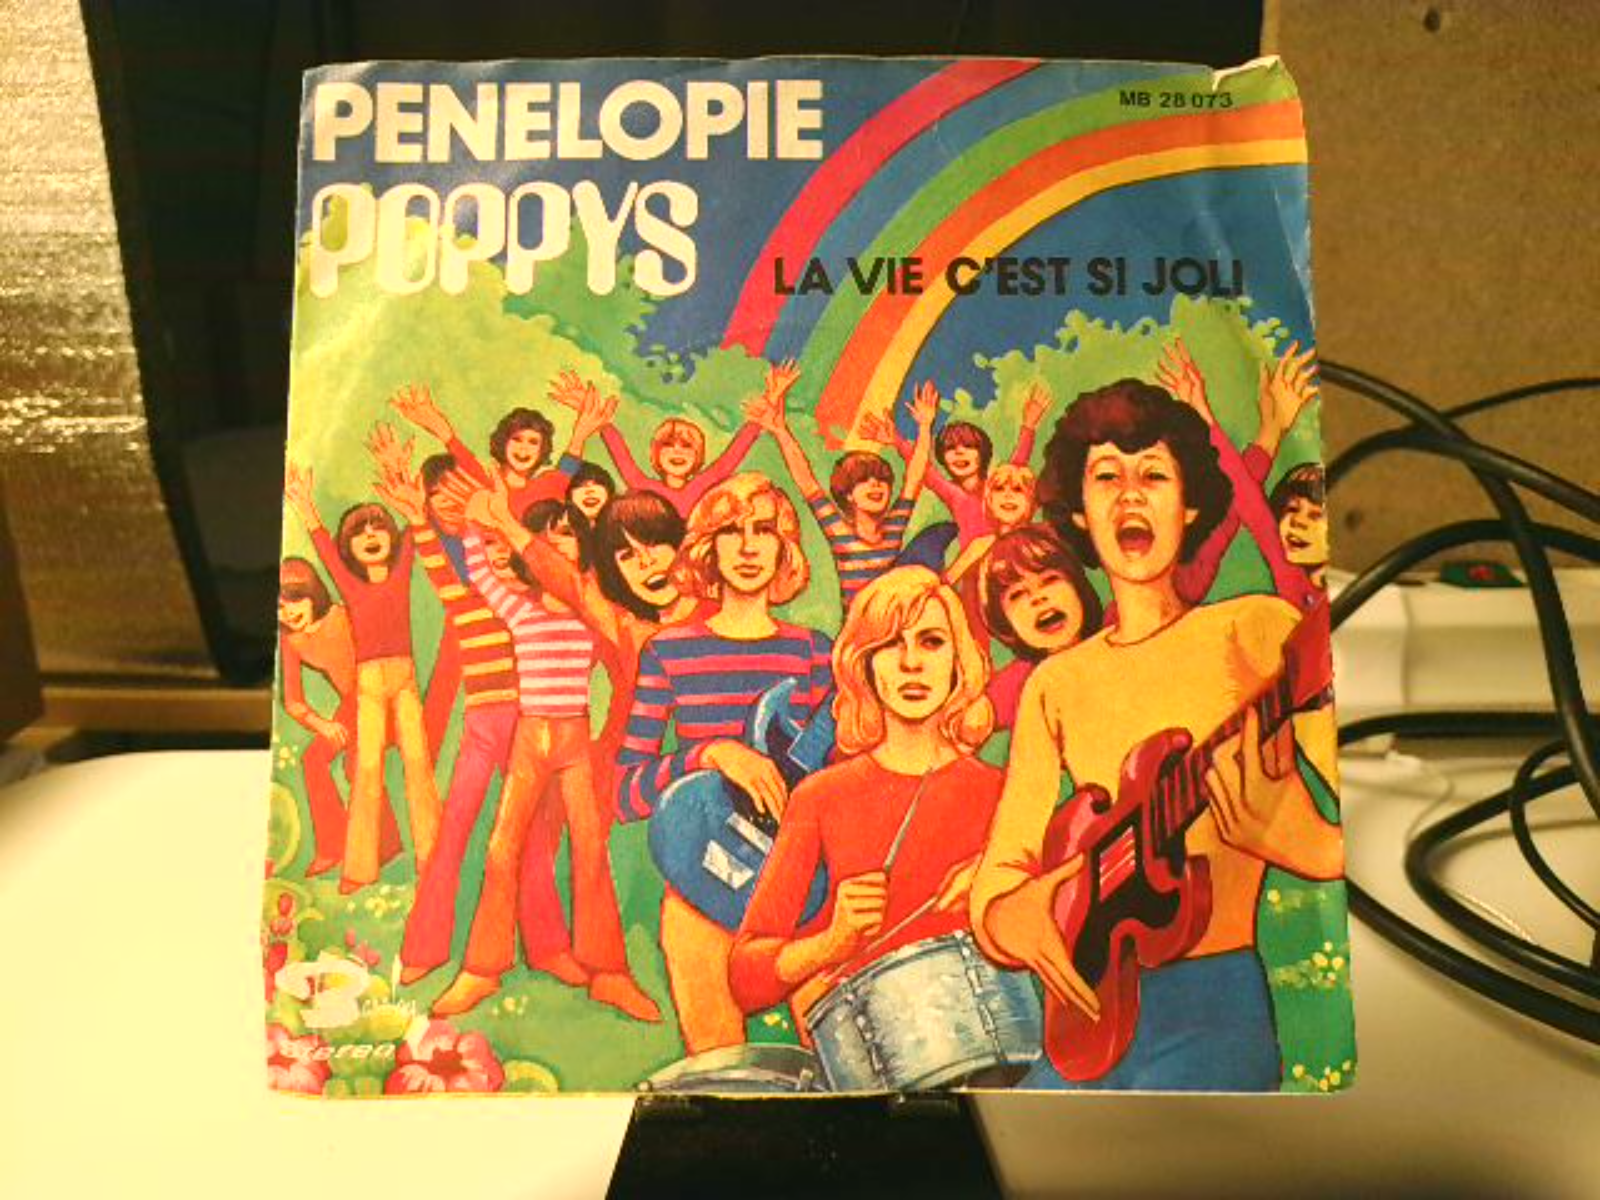 PENELOPIE
MB 28 073
POPPYS
LA VIE C'EST SI JOLI
stereo